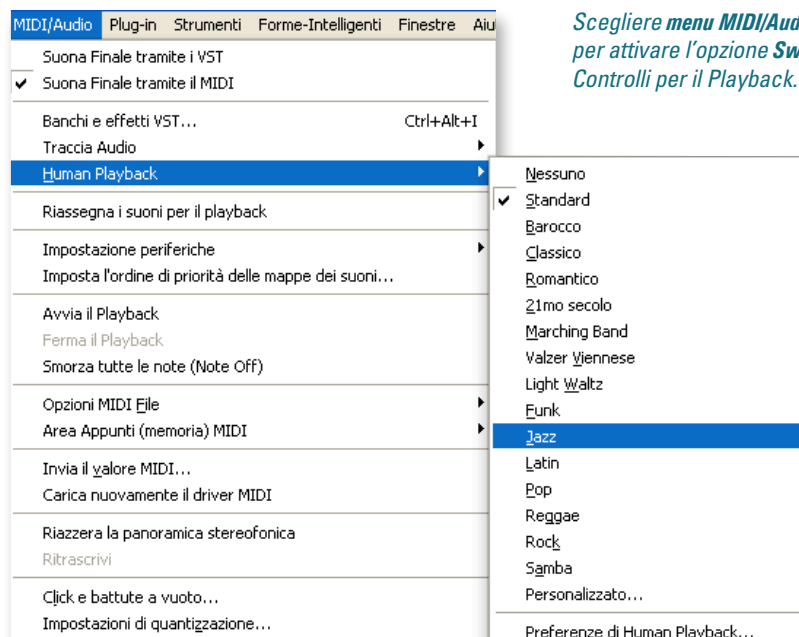 MIDI/Audio Plug-in Strumenti Forme-Intelligenti Finestre Aiu
Suona Finale tramite i VST
Suona Finale tramite il MIDI
Banchi e effetti VST... Ctrl+Alt+I
Traccia Audio
Human Playback
Riassegna i suoni per il playback
Impostazione periferiche
Imposta l'ordine di priorità delle mappe dei suoni...
Avvia il Playback
Ferma il Playback
Smorza tutte le note (Note Off)
Opzioni MIDI File
Area Appunti (memoria) MIDI
Invia il valore MIDI...
Carica nuovamente il driver MIDI
Riazzera la panoramica stereofonica
Ritrascrivi
Click e battute a vuoto...
Impostazioni di quantizzazione...
Scegliere menu MIDI/Aud
per attivare l'opzione Sw
Controlli per il Playback.
Nessuno
Standard
Barocco
Classico
Romantico
21mo secolo
Marching Band
Valzer Viennese
Light Waltz
Funk
Jazz
Latin
Pop
Reggae
Rock
Samba
Personalizzato...
Preferenze di Human Playback...